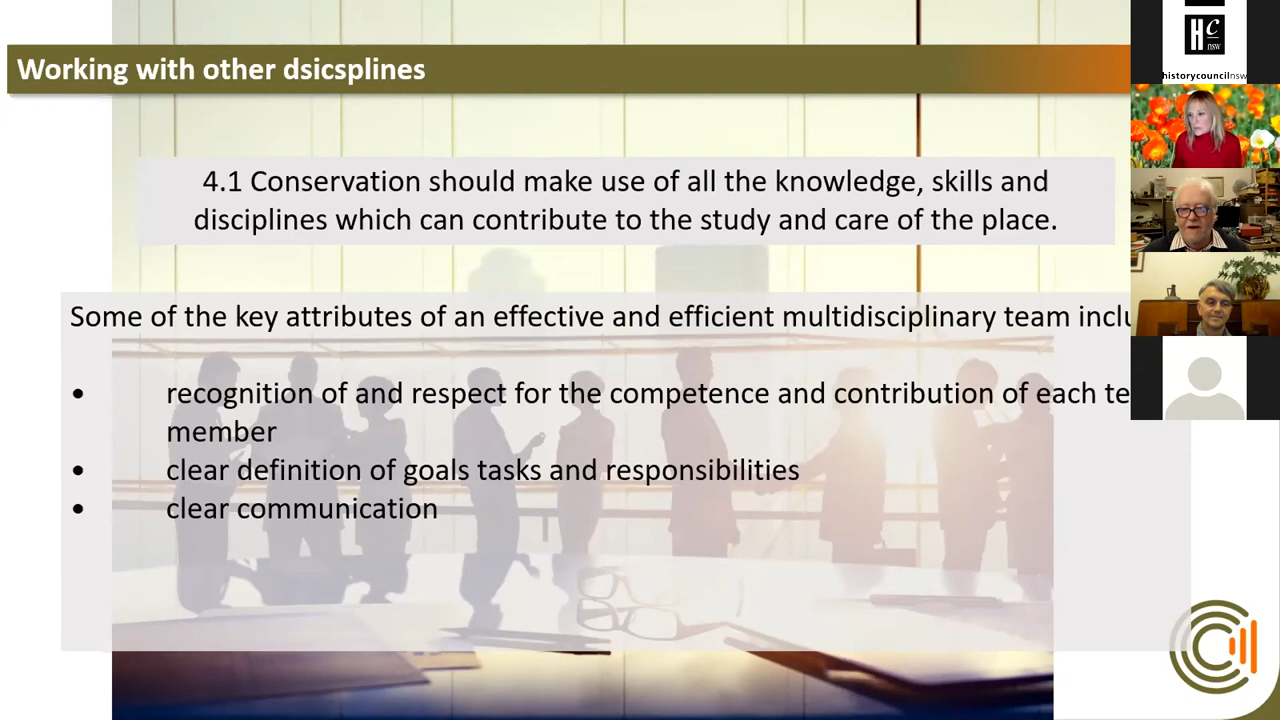 Working with other dsicsplines
4.1 Conservation should make use of all the knowledge, skills and
disciplines which can contribute to the study and care of the place.
Some of the key attributes of an effective and efficient multidisciplinary team
• recognition of and respect for the competence and contribution of each
member
• clear definition of goals tasks and responsibilities
• clear communication
Hc
nsw
historycouncilnsw